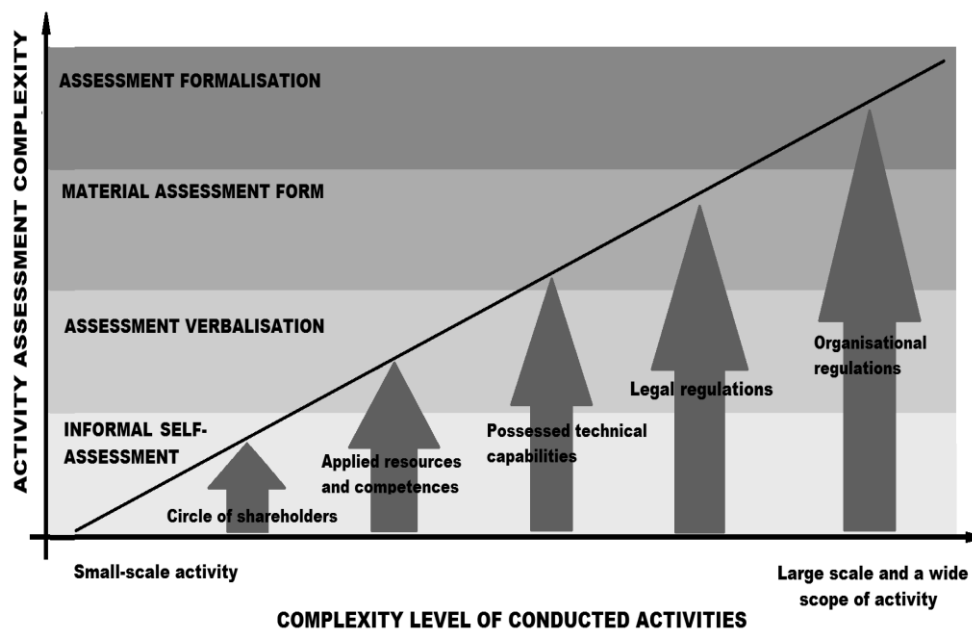 ACTIVITY ASSESSMENT COMPLEXITY
ASSESSMENT FORMALISATION
MATERIAL ASSESSMENT FORM
ASSESSMENT VERBALISATION
INFORMAL SELF-
ASSESSMENT
Circle of shareholders
Applied resources
and competences
Possessed technical
capabilities
Legal regulations
Organisational
regulations
Small-scale activity
Large scale and a wide
scope of activity
COMPLEXITY LEVEL OF CONDUCTED ACTIVITIES